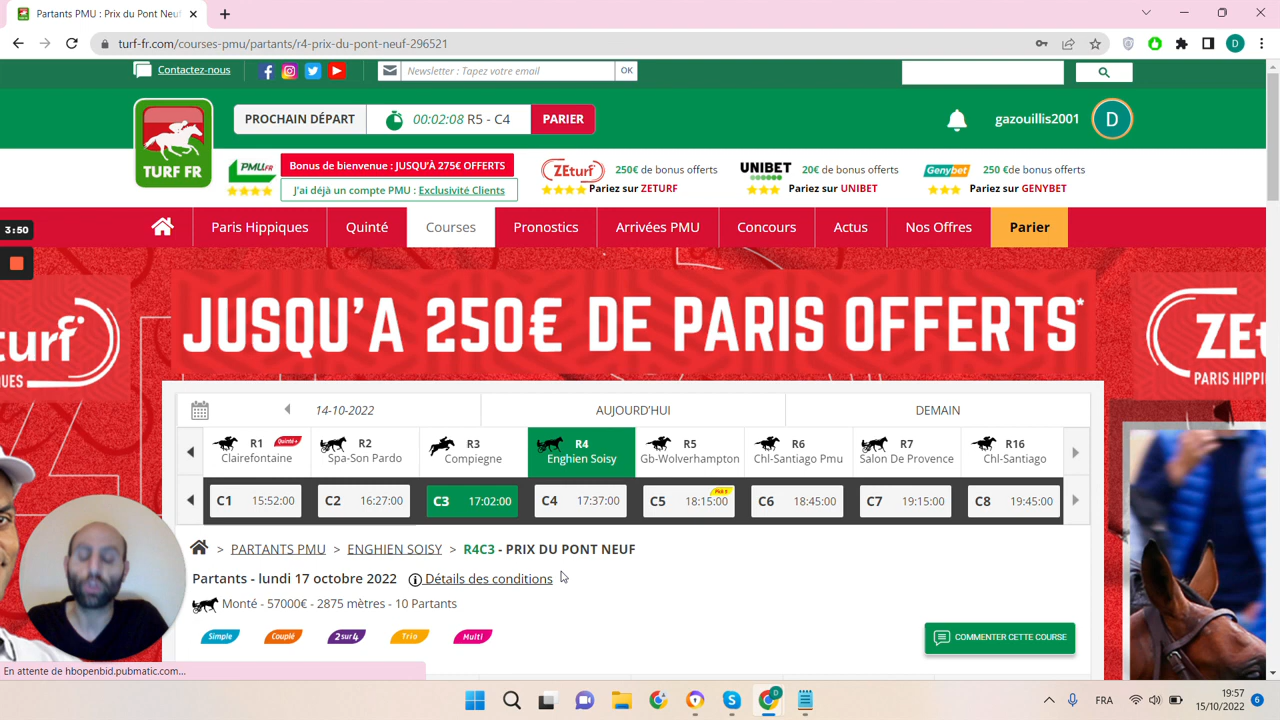 Partants PMU : Prix du Pont Neuf
turf-fr.com/courses-pmu/partants/r4-prix-du-pont-neuf-296521
Contactez-nous
Newsletter : Tapez votre email OK
TURF FR
PROCHAIN DÉPART 00:02:08 R5 - C4 PARIER
gazouillis2001 D
PMU.FR Bonus de bienvenue : JUSQU'À 275€ OFFERTS
J'ai déjà un compte PMU : Exclusivité Clients
ZEturf 250€ de bonus offerts
Pariez sur ZETURF
UNIBET 20€ de bonus offerts
Pariez sur UNIBET
Genybet 250 €de bonus offerts
Pariez sur GENYBET
3:50
Paris Hippiques Quinté Courses Pronostics Arrivées PMU Concours Actus Nos Offres Parier
JUSQU'A 250€ DE PARIS OFFERTS*
turf
ZEt
PARIS HIPPI
14-10-2022 AUJOURD'HUI DEMAIN
R1 Quinté+ Clairefontaine
R2 Spa-Son Pardo
R3 Compiegne
R4 Enghien Soisy
R5 Gb-Wolverhampton
R6 Chl-Santiago Pmu
R7 Salon De Provence
R16 Chl-Santiago
C1 15:52:00 C2 16:27:00 C3 17:02:00 C4 17:37:00 C5 18:15:00 Pick 5 C6 18:45:00 C7 19:15:00 C8 19:45:00
> PARTANTS PMU > ENGHIEN SOISY > R4C3 - PRIX DU PONT NEUF
Partants - lundi 17 octobre 2022 Détails des conditions
Monté - 57000€ - 2875 mètres - 10 Partants
Simple Couplé 2sur4 Trio Multi
COMMENTER CETTE COURSE
En attente de hbopenbid.pubmatic.com...
FRA
19:57
15/10/2022
6